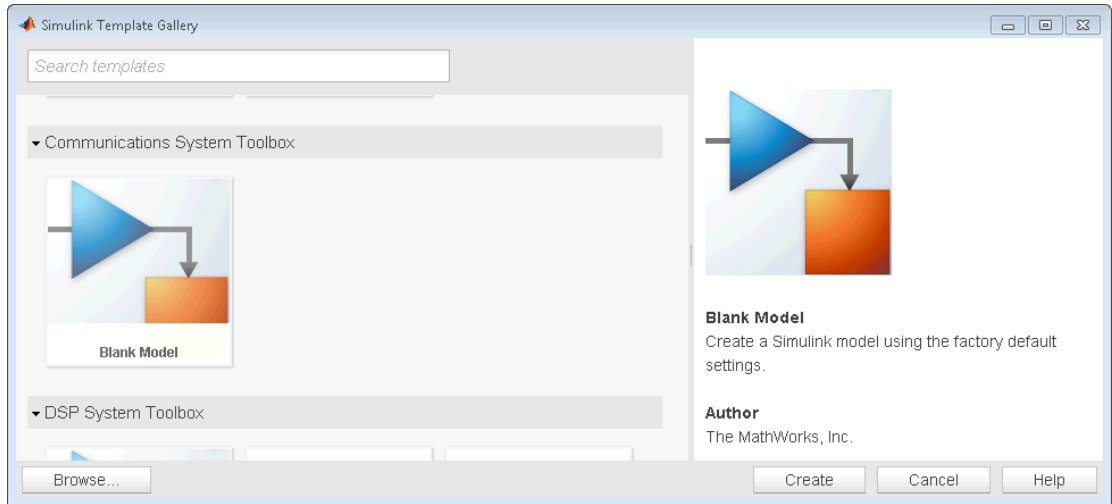 Simulink Template Gallery
Search templates
Communications System Toolbox
Blank Model
DSP System Toolbox
Blank Model
Create a Simulink model using the factory default
settings.
Author
The MathWorks, Inc.
Browse...
Create
Cancel
Help